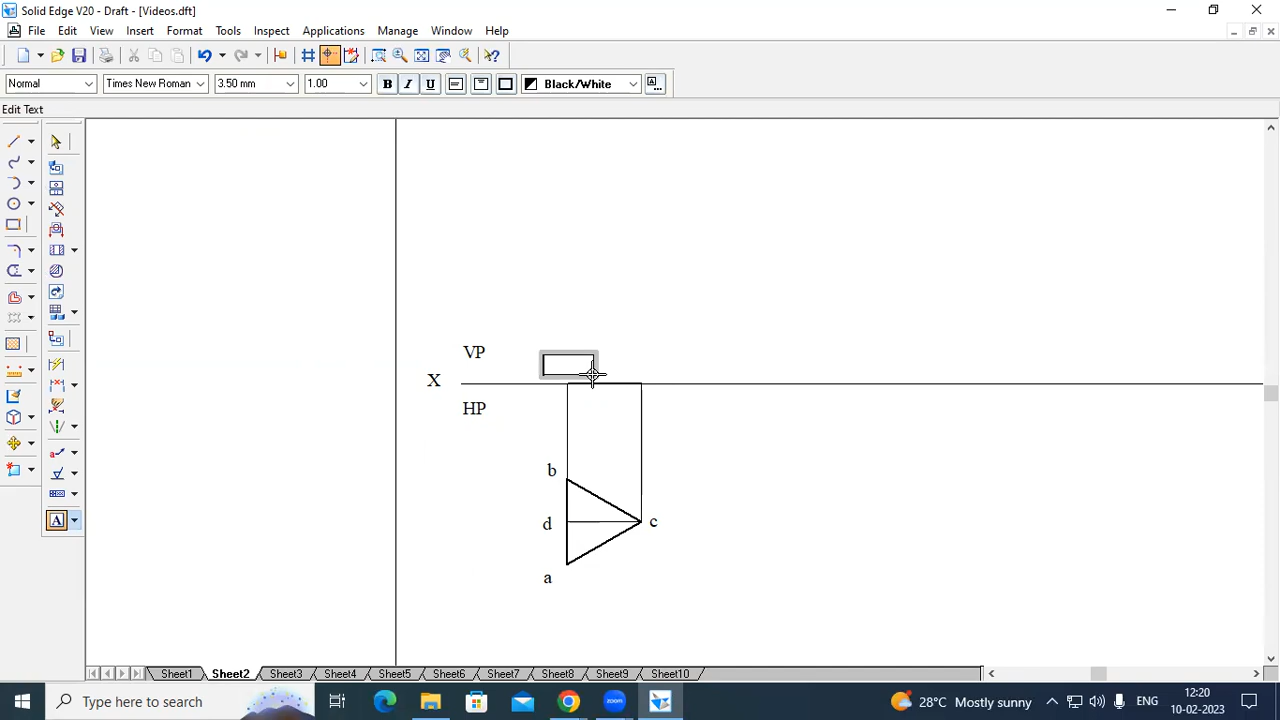 Solid Edge V20 - Draft - [Videos.dft]
File Edit View Insert Format Tools Inspect Applications Manage Window Help
Normal Times New Roman 3.50 mm 1.00 B I U Black/White A...
Edit Text
VP
X
HP
b
d c
a
A
Sheet1 Sheet2 Sheet3 Sheet4 Sheet5 Sheet6 Sheet7 Sheet8 Sheet9 Sheet10
Type here to search zoom 28°C Mostly sunny ENG 12:20
10-02-2023